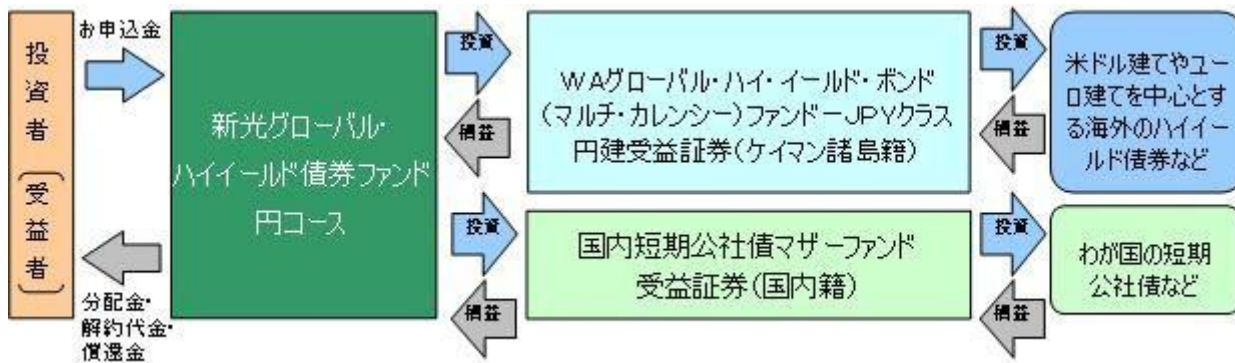 投資者(受益者)
お申込金
分配金・
解約代金・
償還金
新光グローバル・
ハイイールド債券ファンド
円コース
投資
損益
投資
損益
WAグローバル・ハイ・イールド・ボンド
(マルチ・カレンシー)ファンドーJPYクラス
円建受益証券(ケイマン諸島籍)
国内短期公社債マザーファンド
受益証券(国内籍)
投資
損益
投資
損益
米ドル建てやユー
ロ建てを中心とす
る海外のハイイー
ルド債券など
わが国の短期
公社債など